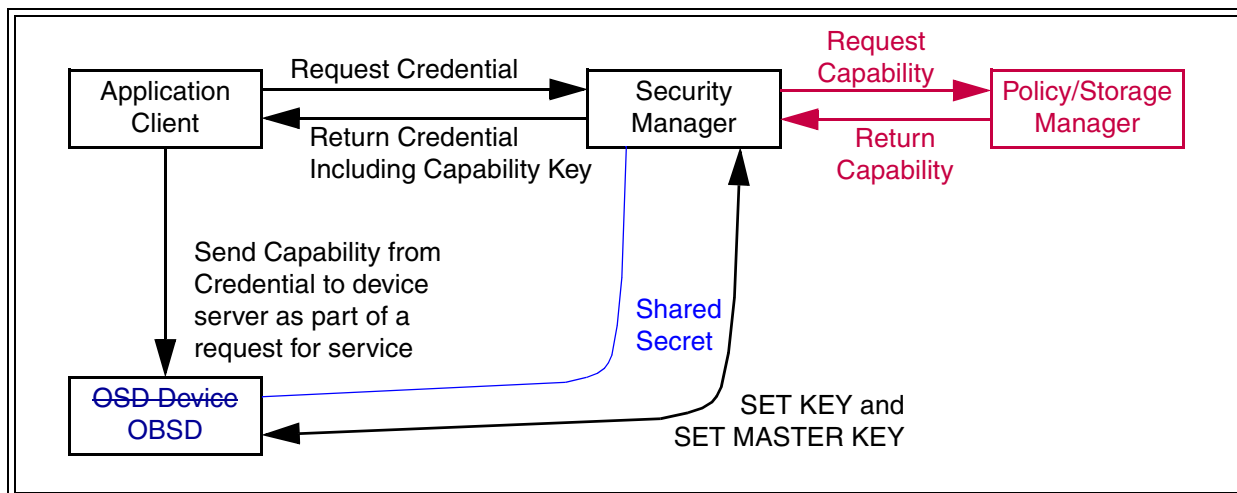 Application
Client
Request Credential
Return Credential
Including Capability Key
Security
Manager
Request
Capability
Return
Capability
Policy/Storage
Manager
Send Capability from
Credential to device
server as part of a
request for service
Shared
Secret
OSD Device
OBSD
SET KEY and
SET MASTER KEY